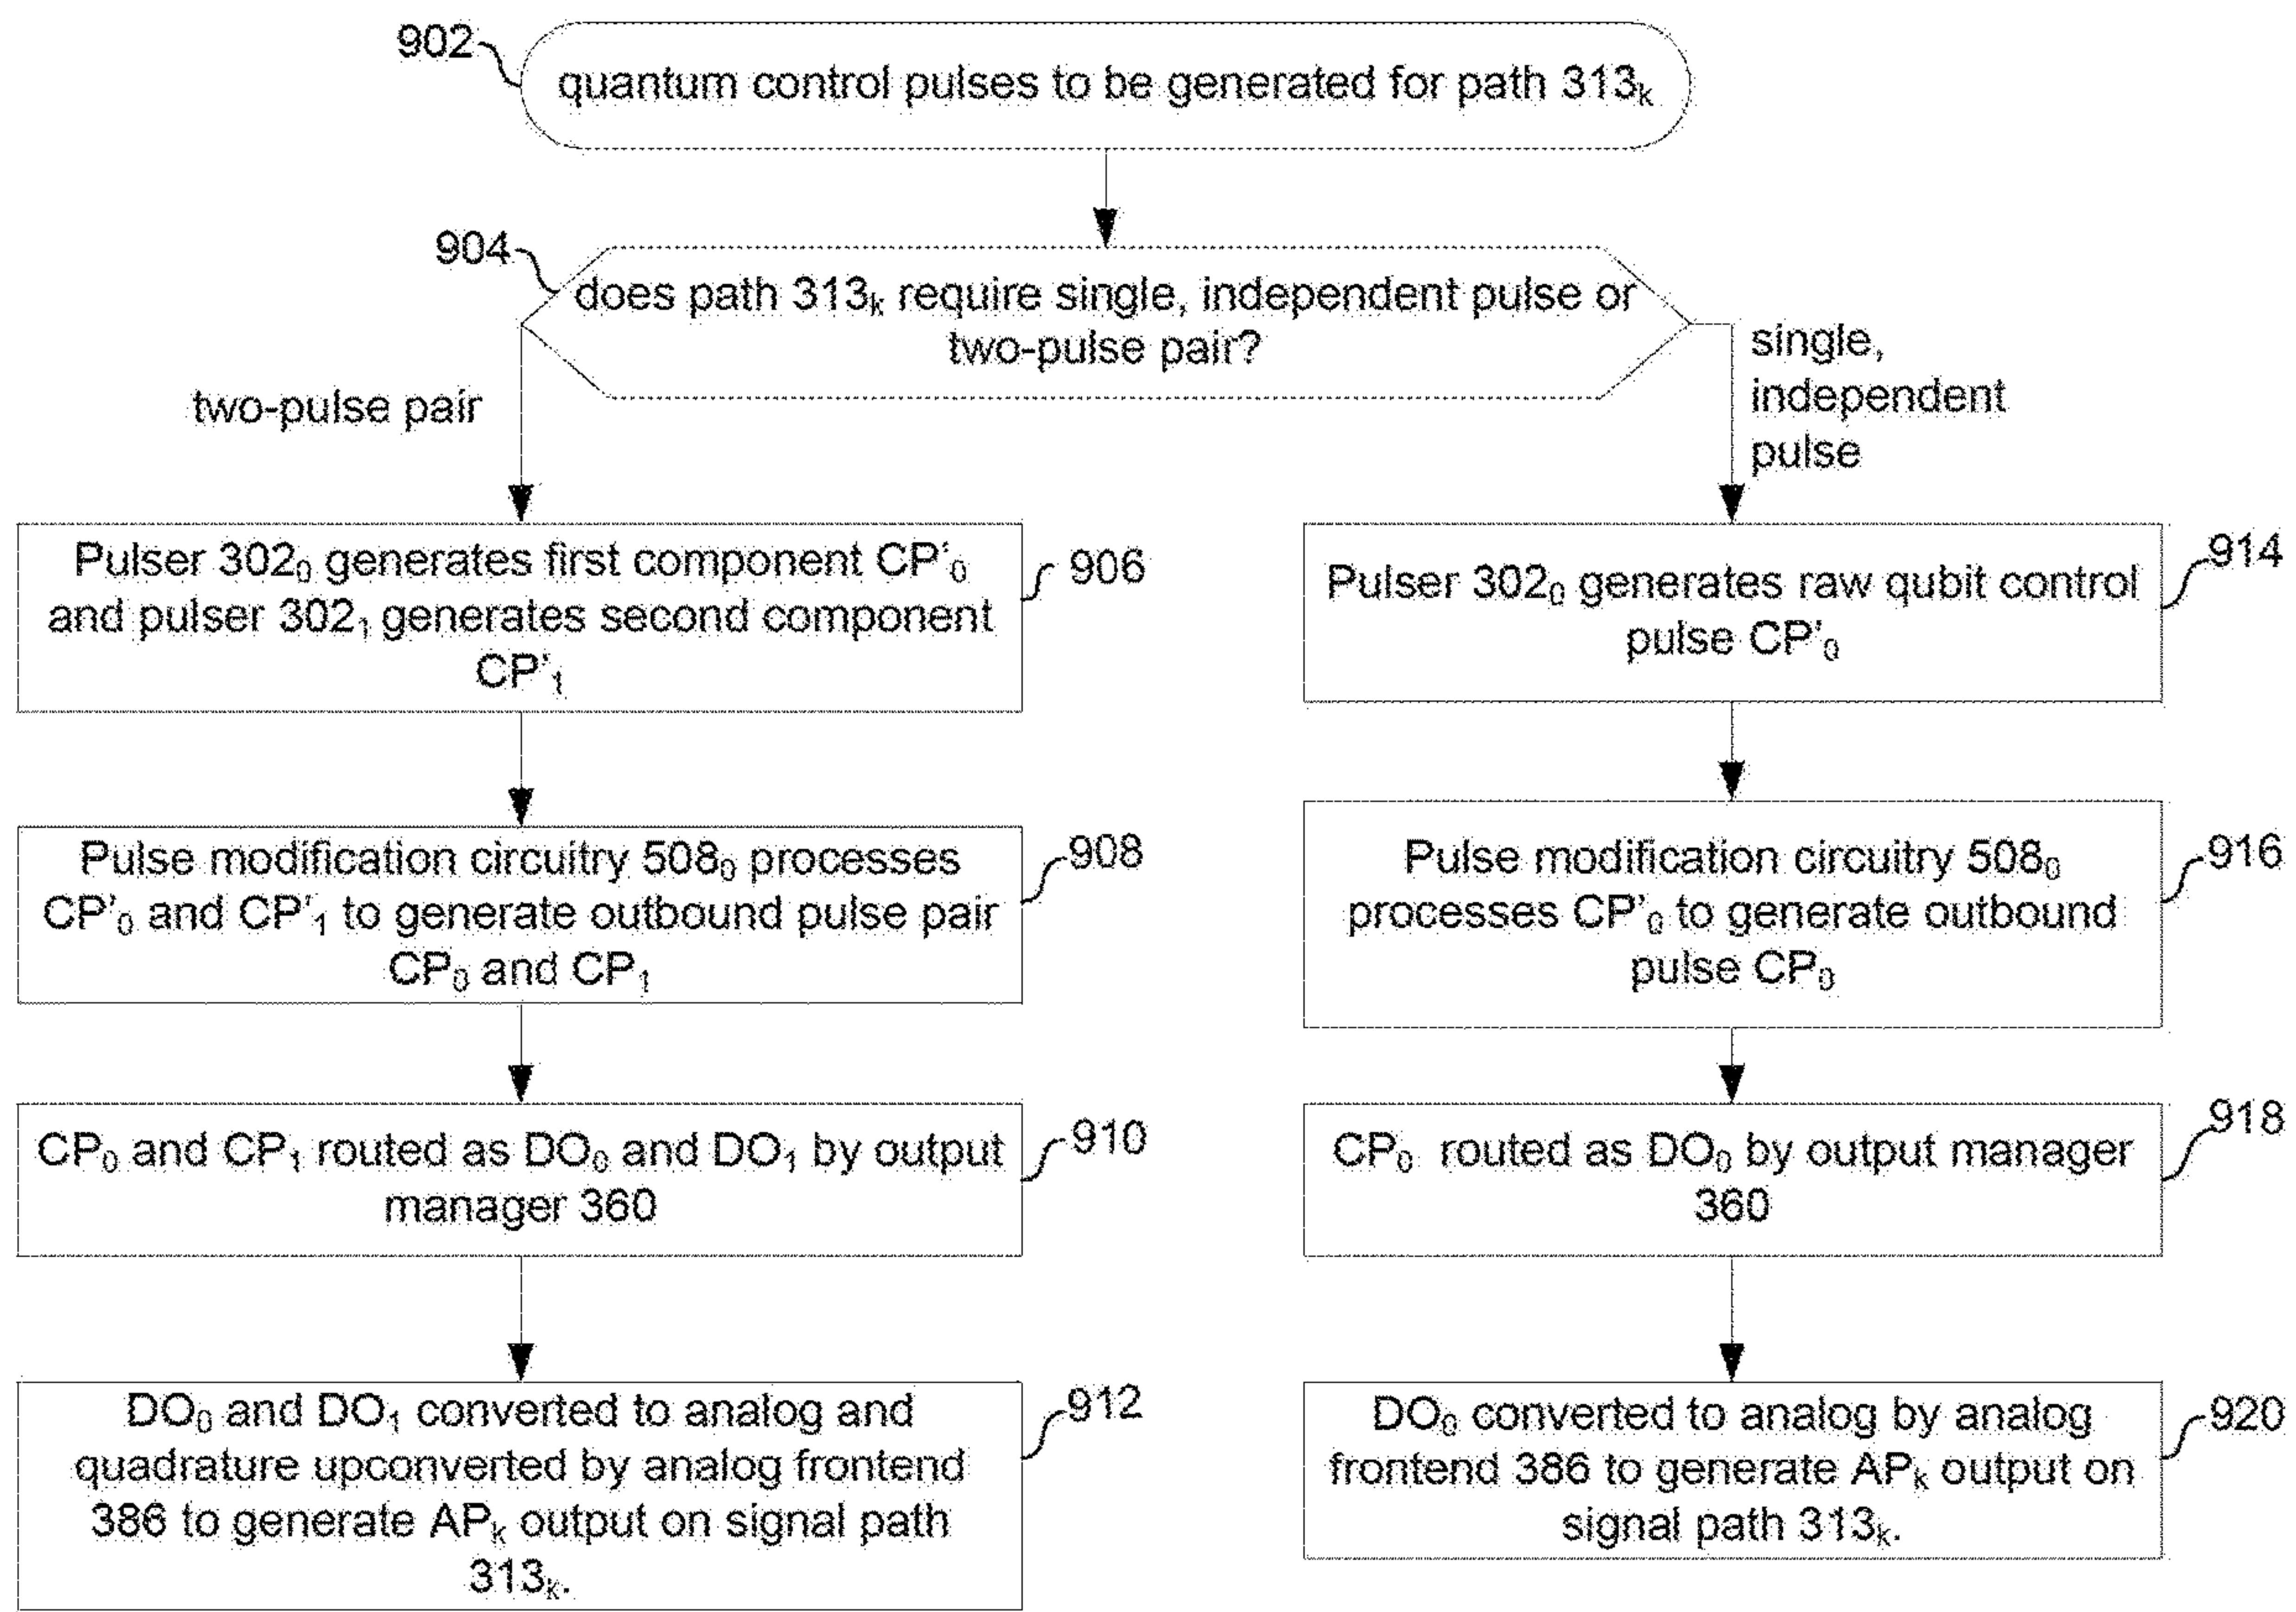 902
quantum control pulses to be generated for path 313ₖ
904
does path 313ₖ require single, independent pulse or
two-pulse pair?
two-pulse pair
single,
independent
pulse
Pulser 302₀ generates first component CP'₀
and pulser 302₁ generates second component
CP'₁
906
Pulse modification circuitry 508₀ processes
CP'₀ and CP'₁ to generate outbound pulse pair
CP₀ and CP₁
908
CP₀ and CP₁ routed as DO₀ and DO₁ by output
manager 360
910
DO₀ and DO₁ converted to analog and
quadrature upconverted by analog frontend
386 to generate APₖ output on signal path
313ₖ.
912
Pulser 302₀ generates raw qubit control
pulse CP'₀
914
Pulse modification circuitry 508₀
processes CP'₀ to generate outbound
pulse CP₀
916
CP₀ routed as DO₀ by output manager
360
918
DO₀ converted to analog by analog
frontend 386 to generate APₖ output on
signal path 313ₖ.
920